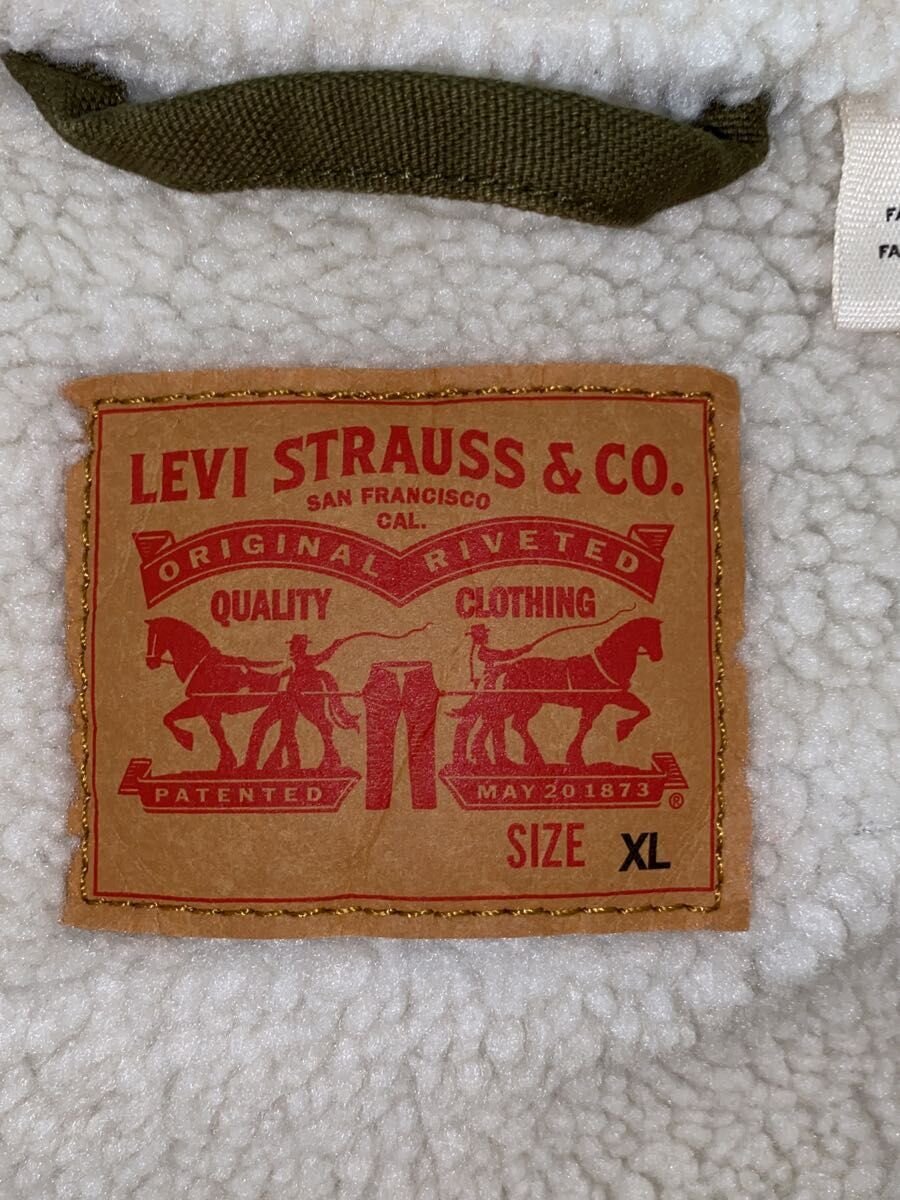 LEVI STRAUSS & CO.
SAN FRANCISCO
CAL.
ORIGINAL RIVETED
QUALITY CLOTHING
PATENTED MAY 20 1873 ®
SIZE XL